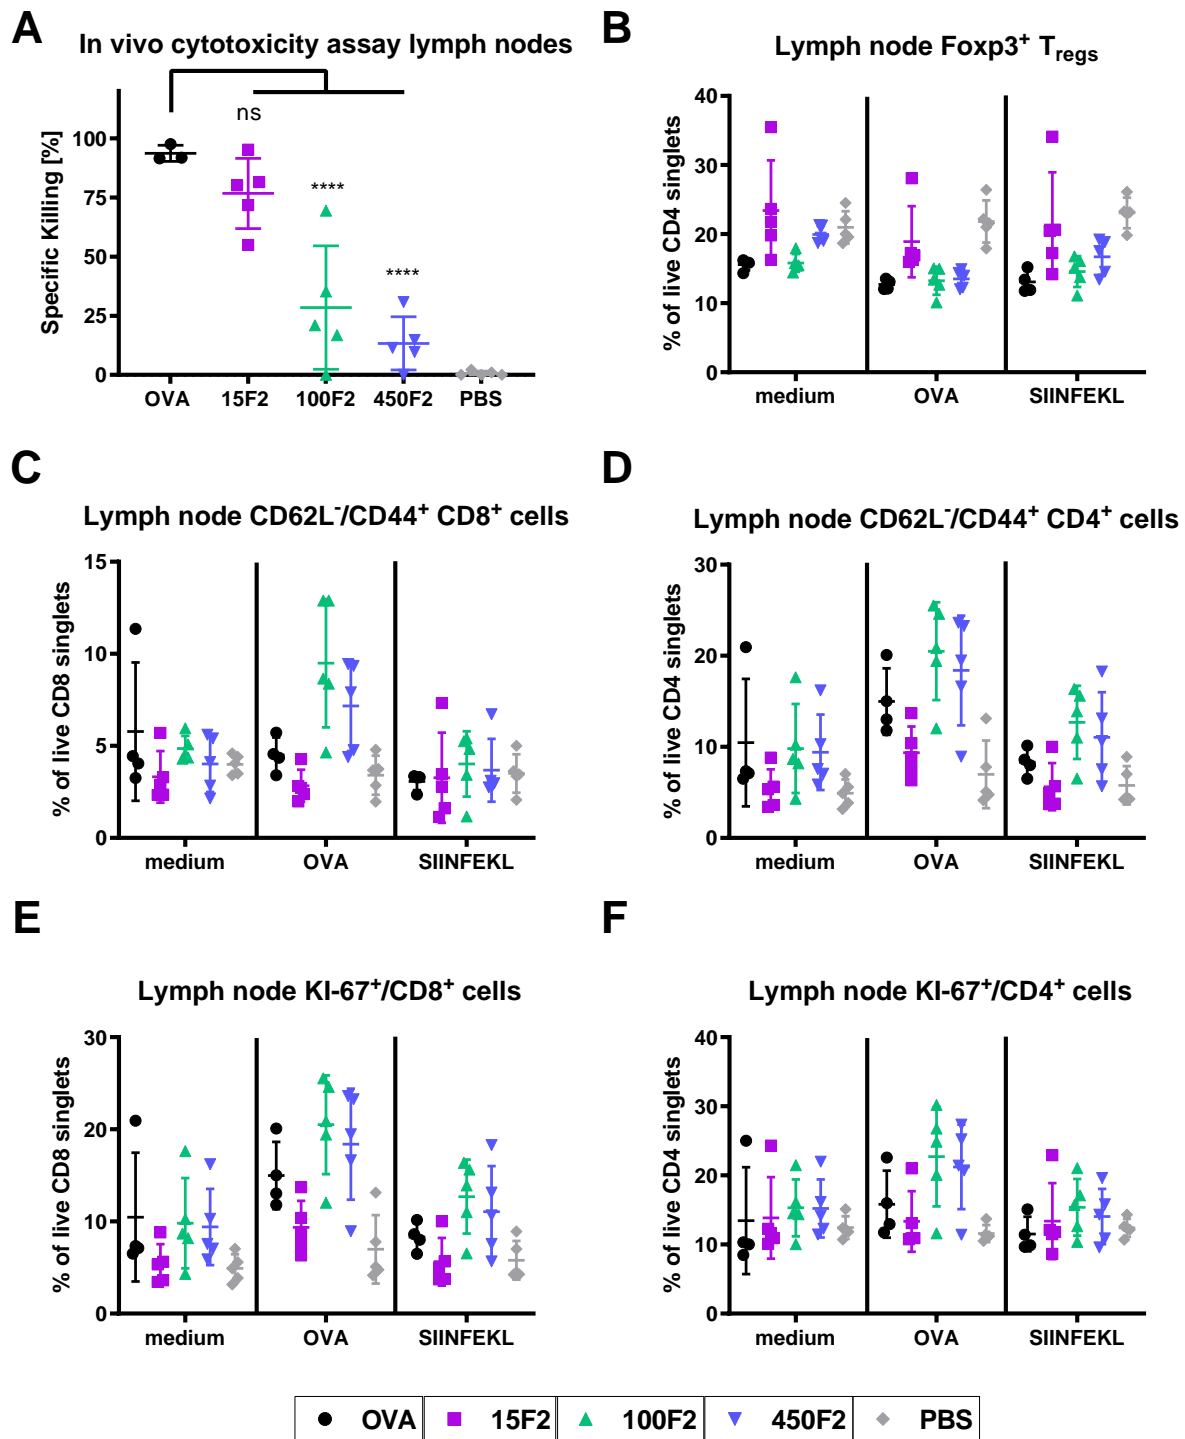 A
In vivo cytotoxicity assay lymph nodes
ns
****
****
Specific Killing [%]
100
75
50
25
0
OVA 15F2 100F2 450F2 PBS
B
Lymph node Foxp3+ Tregs
% of live CD4 singlets
40
30
20
10
0
medium OVA SIINFEKL
C
Lymph node CD62L-/CD44+ CD8+ cells
% of live CD8 singlets
15
10
5
0
medium OVA SIINFEKL
D
Lymph node CD62L-/CD44+ CD4+ cells
% of live CD4 singlets
30
20
10
0
medium OVA SIINFEKL
E
Lymph node KI-67+/CD8+ cells
% of live CD8 singlets
30
20
10
0
medium OVA SIINFEKL
F
Lymph node KI-67+/CD4+ cells
% of live CD4 singlets
40
30
20
10
0
medium OVA SIINFEKL
OVA 15F2 100F2 450F2 PBS